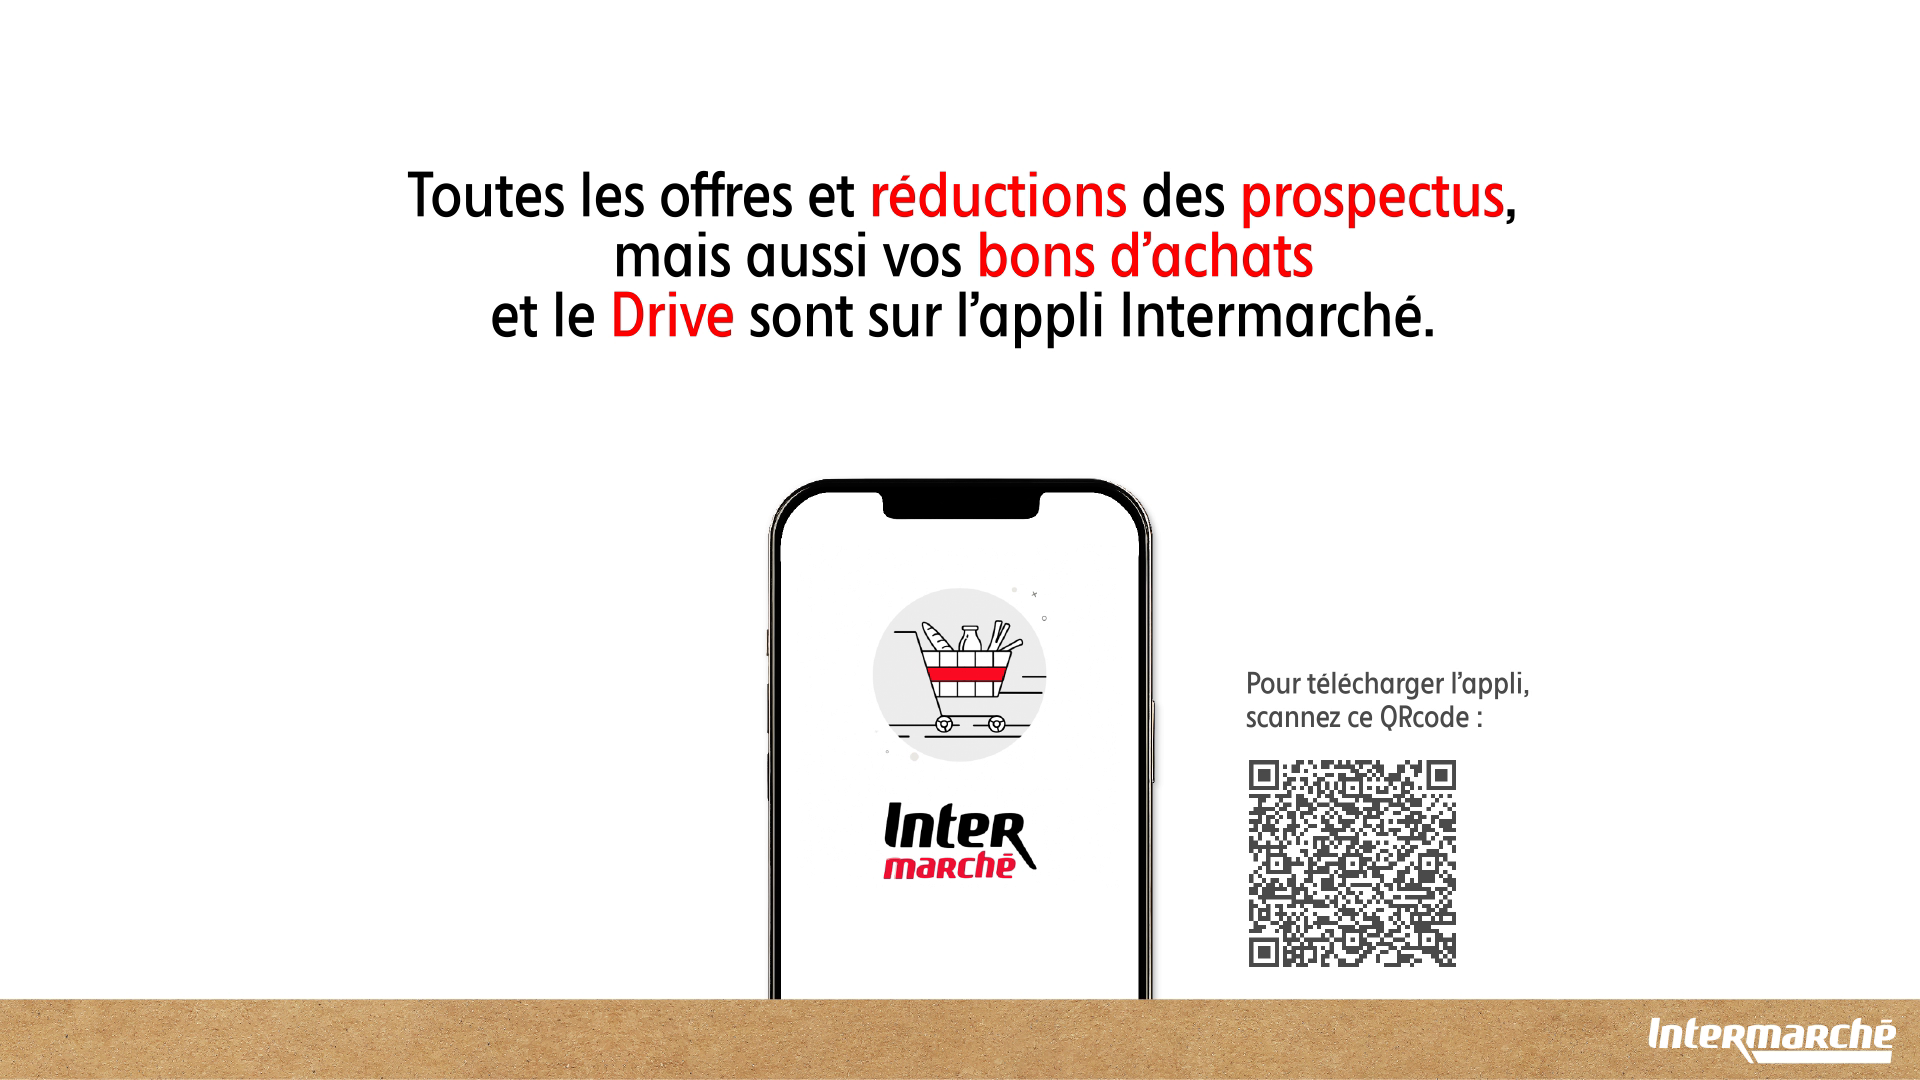 Toutes les offres et réductions des prospectus,
mais aussi vos bons d’achats
et le Drive sont sur l’appli Intermarché.
Inter
marché
Pour télécharger l’appli,
scannez ce QRcode :
Intermarché